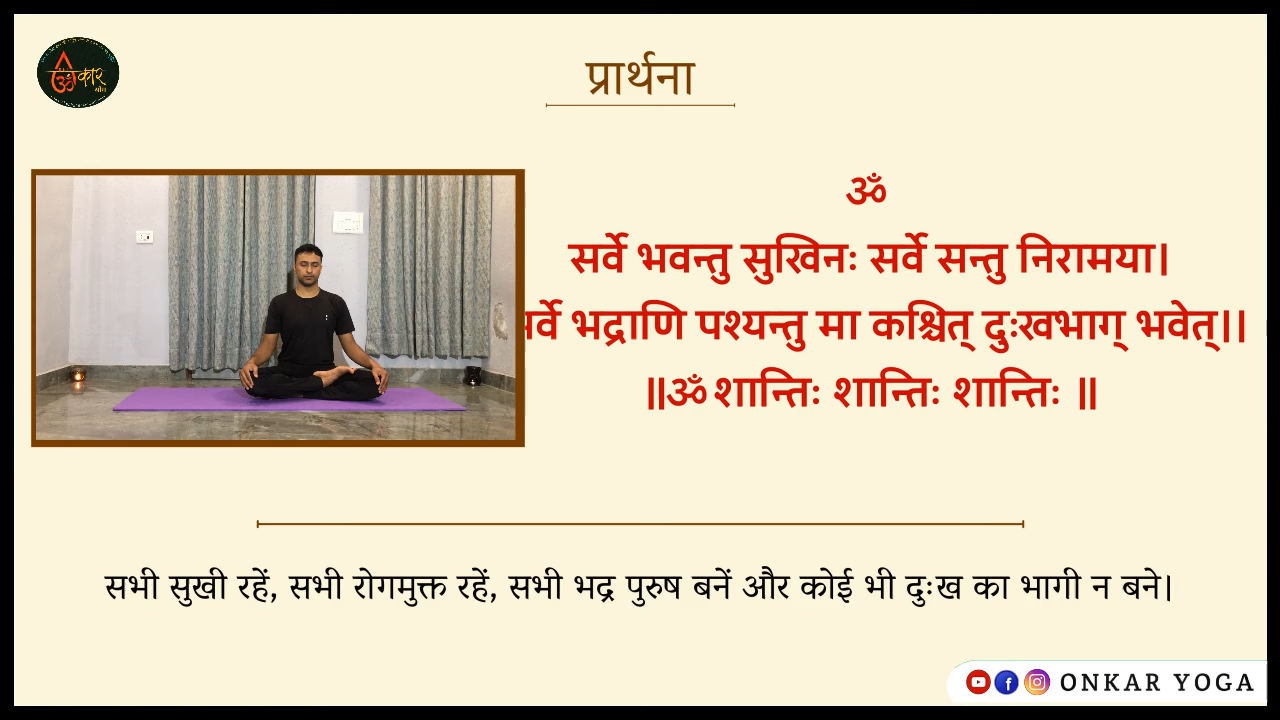 ॐकार
योग
प्रार्थना
ॐ
सर्वे भवन्तु सुखिनः सर्वे सन्तु निरामया।
भद्राणि पश्यन्तु मा कश्चित् दुःखभाग् भवेत्।।
॥ॐ शान्तिः शान्तिः शान्तिः ॥
सभी सुखी रहें, सभी रोगमुक्त रहें, सभी भद्र पुरुष बनें और कोई भी दुःख का भागी न बने।
ONKAR YOGA